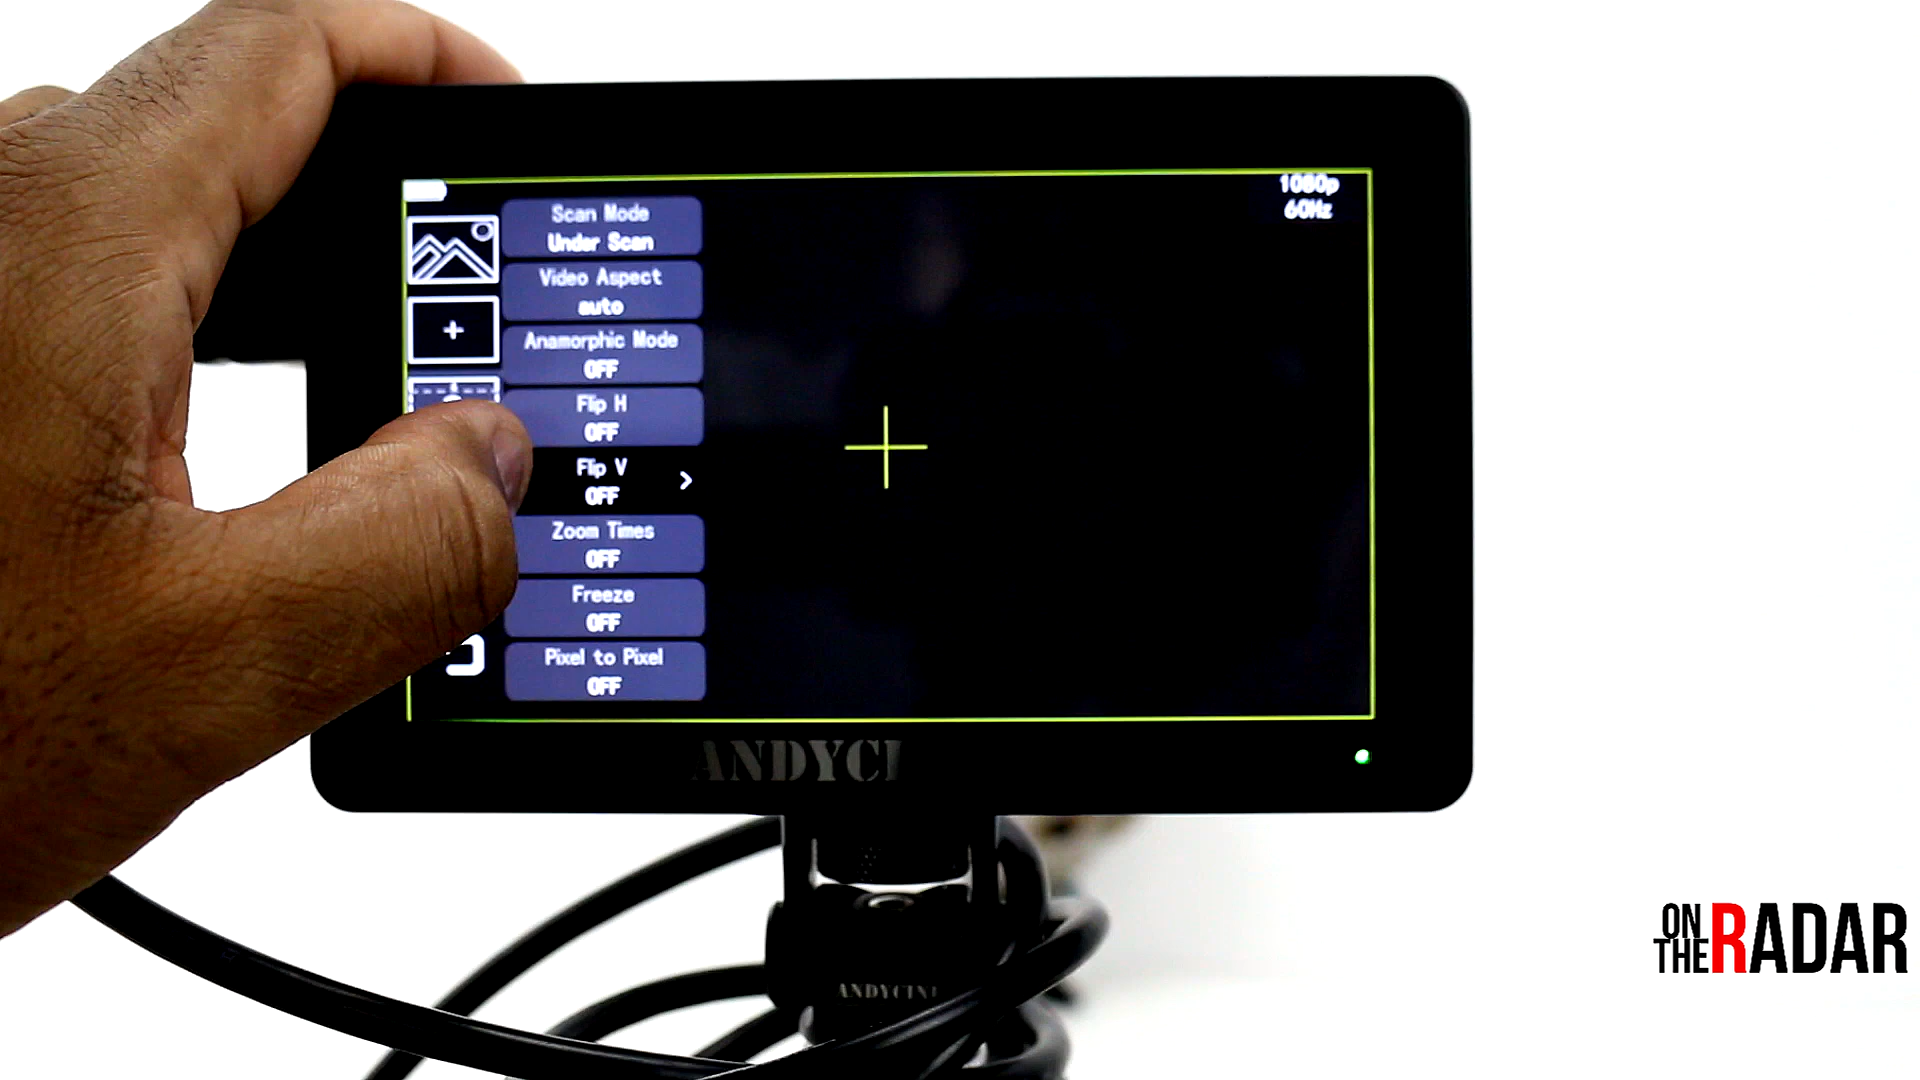 1080p
60Hz
Scan Mode
Under Scan
Video Aspect
auto
Anamorphic Mode
OFF
Flip H
OFF
Flip V
OFF
Zoom Times
OFF
Freeze
OFF
Pixel to Pixel
OFF
ANDYCI
ANDYCINE
ON
THE RADAR